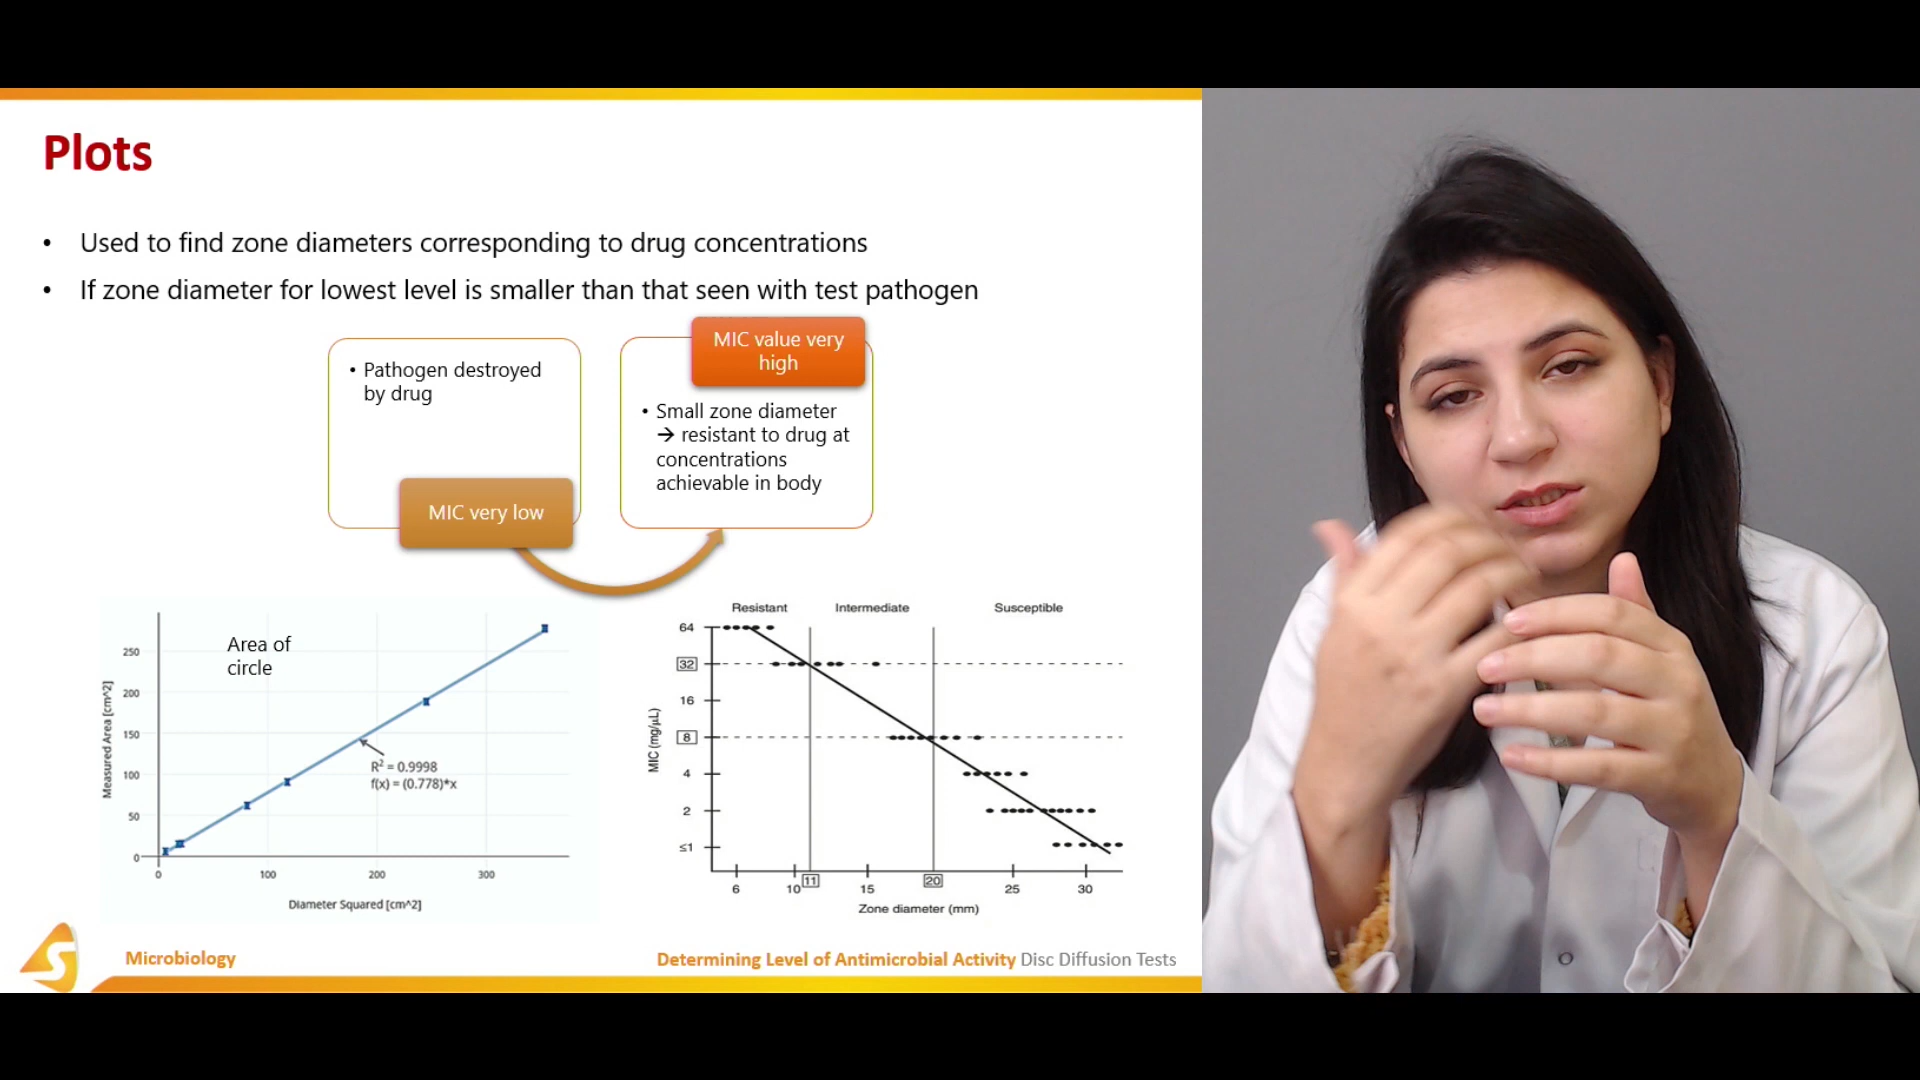 Plots
• Used to find zone diameters corresponding to drug concentrations
• If zone diameter for lowest level is smaller than that seen with test pathogen
• Pathogen destroyed
by drug
MIC very low
MIC value very
high
• Small zone diameter
→ resistant to drug at
concentrations
achievable in body
Area of
circle
Measured Area [cm^2]
250
200
150
100
50
0
R² = 0.9998
f(x) = (0.778)*x
0 100 200 300
Diameter Squared [cm^2]
Resistant Intermediate Susceptible
MIC (mg/µL)
64
32
16
8
4
2
≤1
6 10 11 15 20 25 30
Zone diameter (mm)
S
Microbiology
Determining Level of Antimicrobial Activity Disc Diffusion Tests